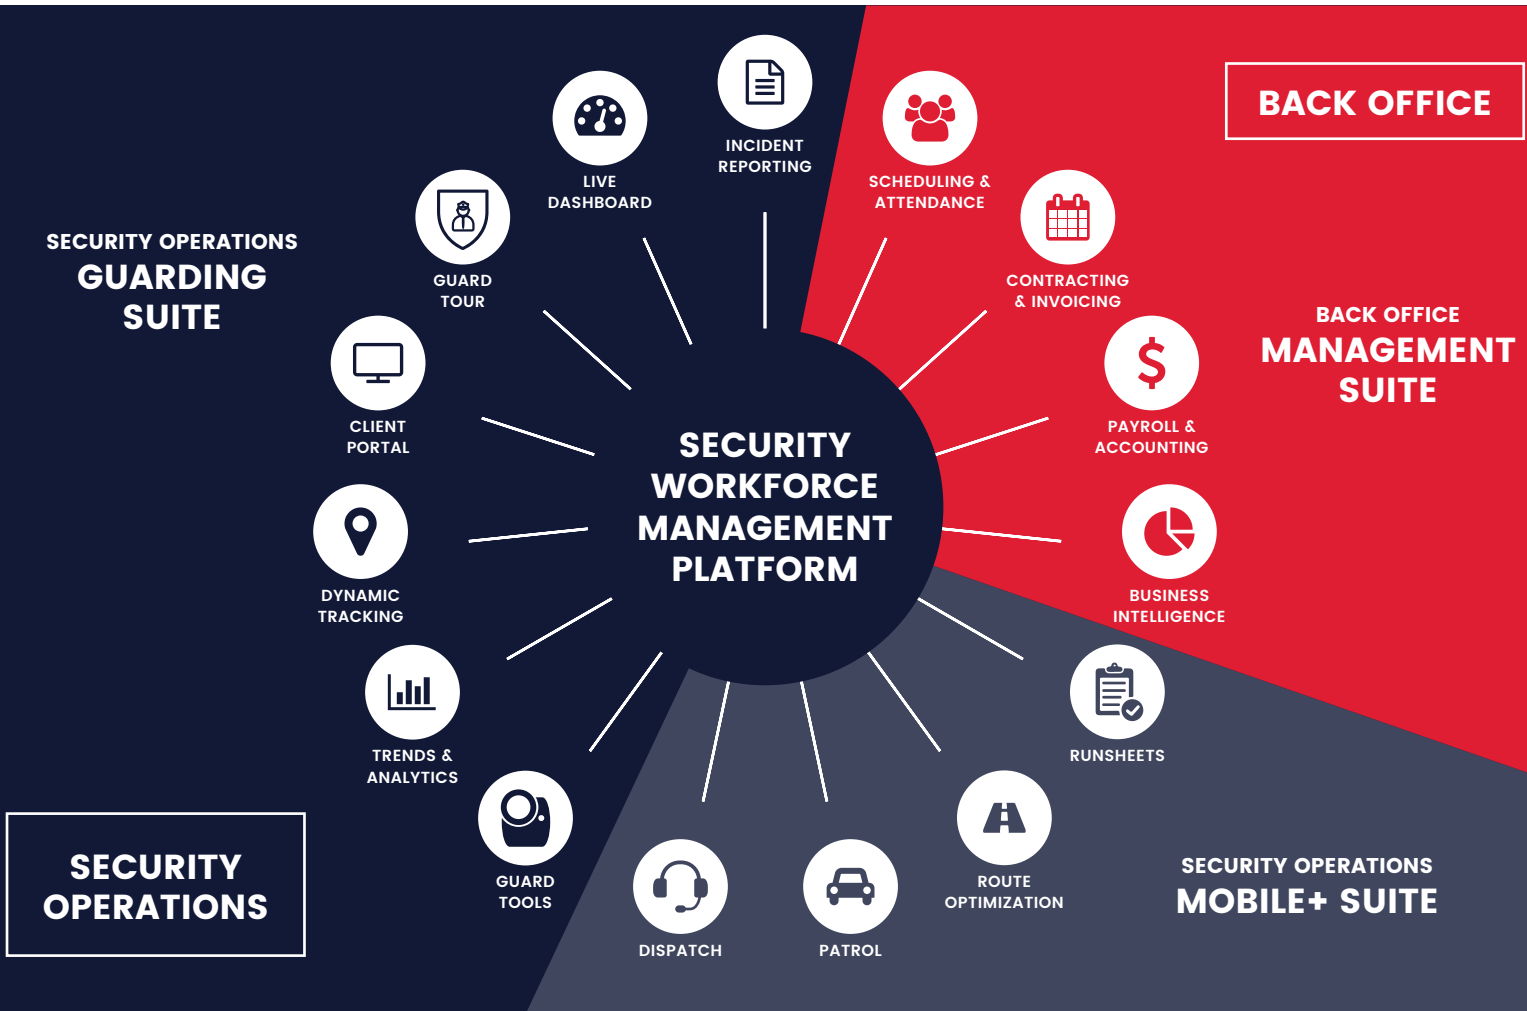 BACK OFFICE
INCIDENT
REPORTING
LIVE
DASHBOARD
SCHEDULING &
ATTENDANCE
GUARD
TOUR
CONTRACTING
& INVOICING
SECURITY OPERATIONS
GUARDING
SUITE
BACK OFFICE
MANAGEMENT
SUITE
CLIENT
PORTAL
PAYROLL &
ACCOUNTING
SECURITY
WORKFORCE
MANAGEMENT
PLATFORM
DYNAMIC
TRACKING
BUSINESS
INTELLIGENCE
TRENDS &
ANALYTICS
RUNSHEETS
GUARD
TOOLS
ROUTE
OPTIMIZATION
DISPATCH
PATROL
SECURITY
OPERATIONS
SECURITY OPERATIONS
MOBILE+ SUITE